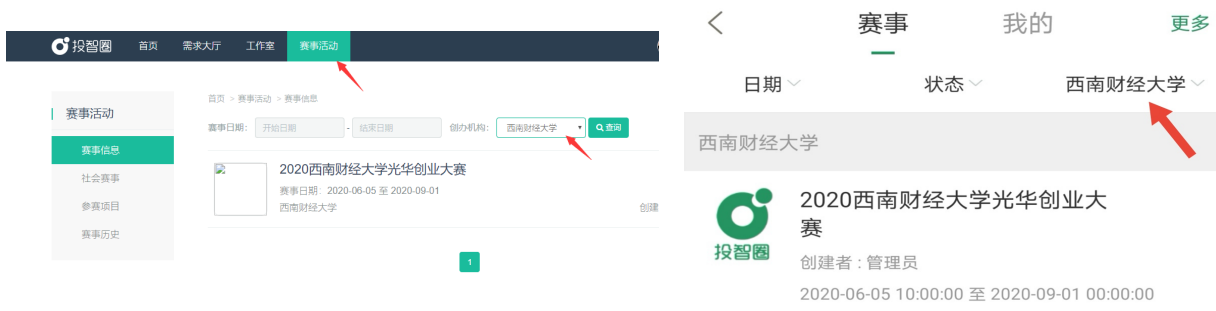 投智圈 首页 需求大厅 工作室 赛事活动
赛事活动
赛事信息
社会赛事
参赛项目
赛事历史
首页 > 赛事活动 > 赛事信息
赛事日期: 开始日期 - 结束日期 创办机构: 西南财经大学 查询
2020西南财经大学光华创业大赛
赛事日期: 2020-06-05 至 2020-09-01
西南财经大学 创建
1
赛事 我的 更多
日期 状态 西南财经大学
西南财经大学
投智圈
2020西南财经大学光华创业大
赛
创建者 : 管理员
2020-06-05 10:00:00 至 2020-09-01 00:00:00